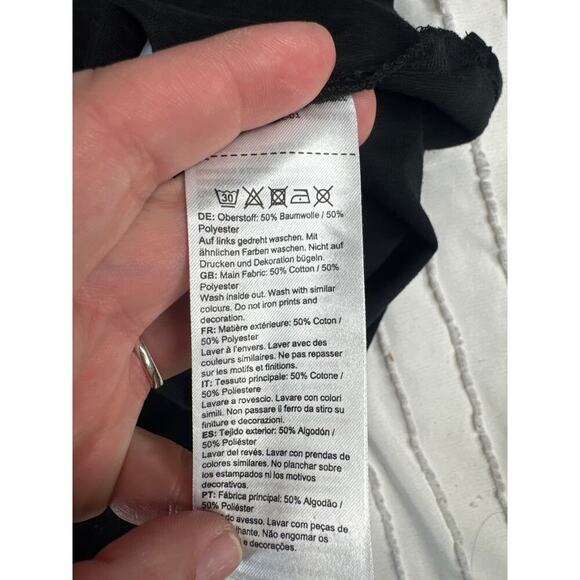 30
DE: Oberstoff: 50% Baumwolle / 50%
Polyester
Auf links gedreht waschen. Mit
ähnlichen Farben waschen. Nicht auf
Drucken und Dekoration bügeln.
GB: Main Fabric: 50% Cotton / 50%
Polyester
Wash inside out. Wash with similar
colours. Do not iron prints and
decoration.
FR: Matière extérieure: 50% Coton /
50% Polyester
Laver à l'envers. Laver avec des
couleurs similaires. Ne pas repasser
sur les motifs et finitions.
IT: Tessuto principale: 50% Cotone /
50% Poliestere
Lavare a rovescio. Lavare con colori
simili. Non passare il ferro da stiro su
finiture e decorazioni.
ES: Tejido exterior: 50% Algodón /
50% Poliéster
Lavar del revés. Lavar con prendas de
colores similares. No planchar sobre
los estampados ni los motivos
decorativos.
PT: Fábrica principal: 50% Algodão /
50% Poliéster
do avesso. Lavar com peças de
lhante. Não engomar os
e decorações.